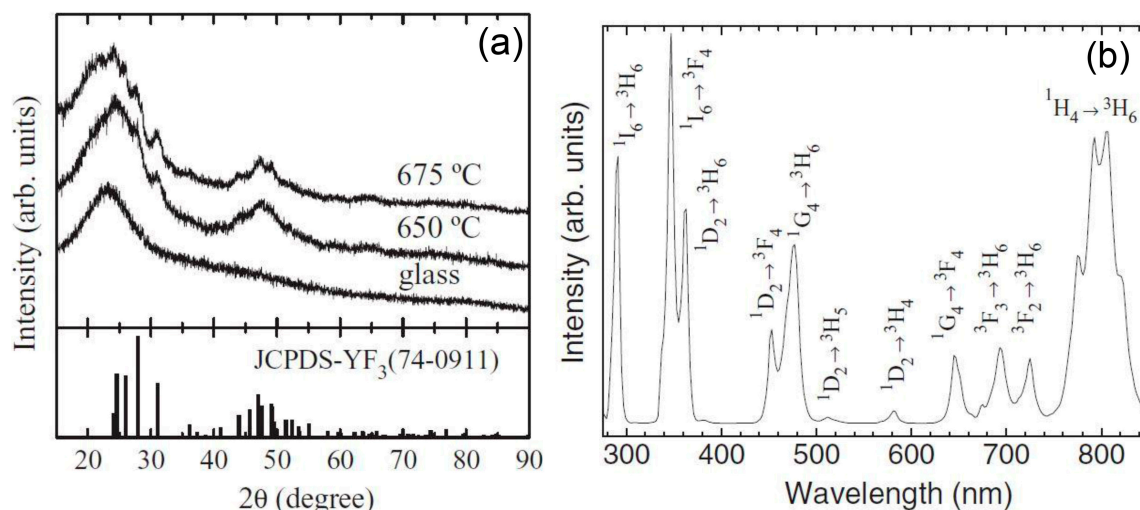 (a)
Intensity (arb. units)
675 ºC
650 ºC
glass
JCPDS-YF₃(74-0911)
20 30 40 50 60 70 80 90
2θ (degree)
(b)
Intensity (arb. units)
¹I₆→³H₆
¹I₆→³F₄
¹D₂→³H₆
¹D₂→³F₄
¹G₄→³H₆
¹D₂→³H₅
¹D₂→³H₄
¹G₄→³F₄
³F₃→³H₆
³F₂→³H₆
¹H₄→³H₆
300 400 500 600 700 800
Wavelength (nm)